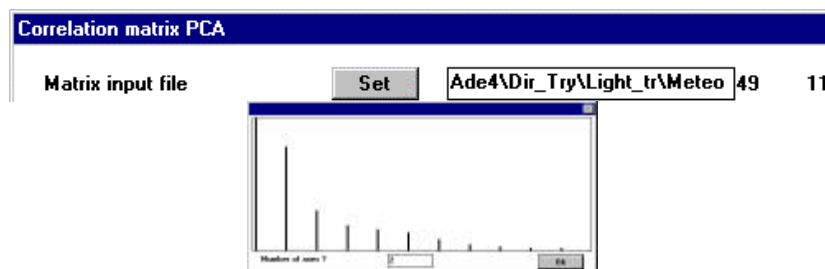 Correlation matrix PCA
Matrix input file Set Ade4\Dir_Try\Light_tr\Meteo 49 11
Number of axes ? 2 Ok